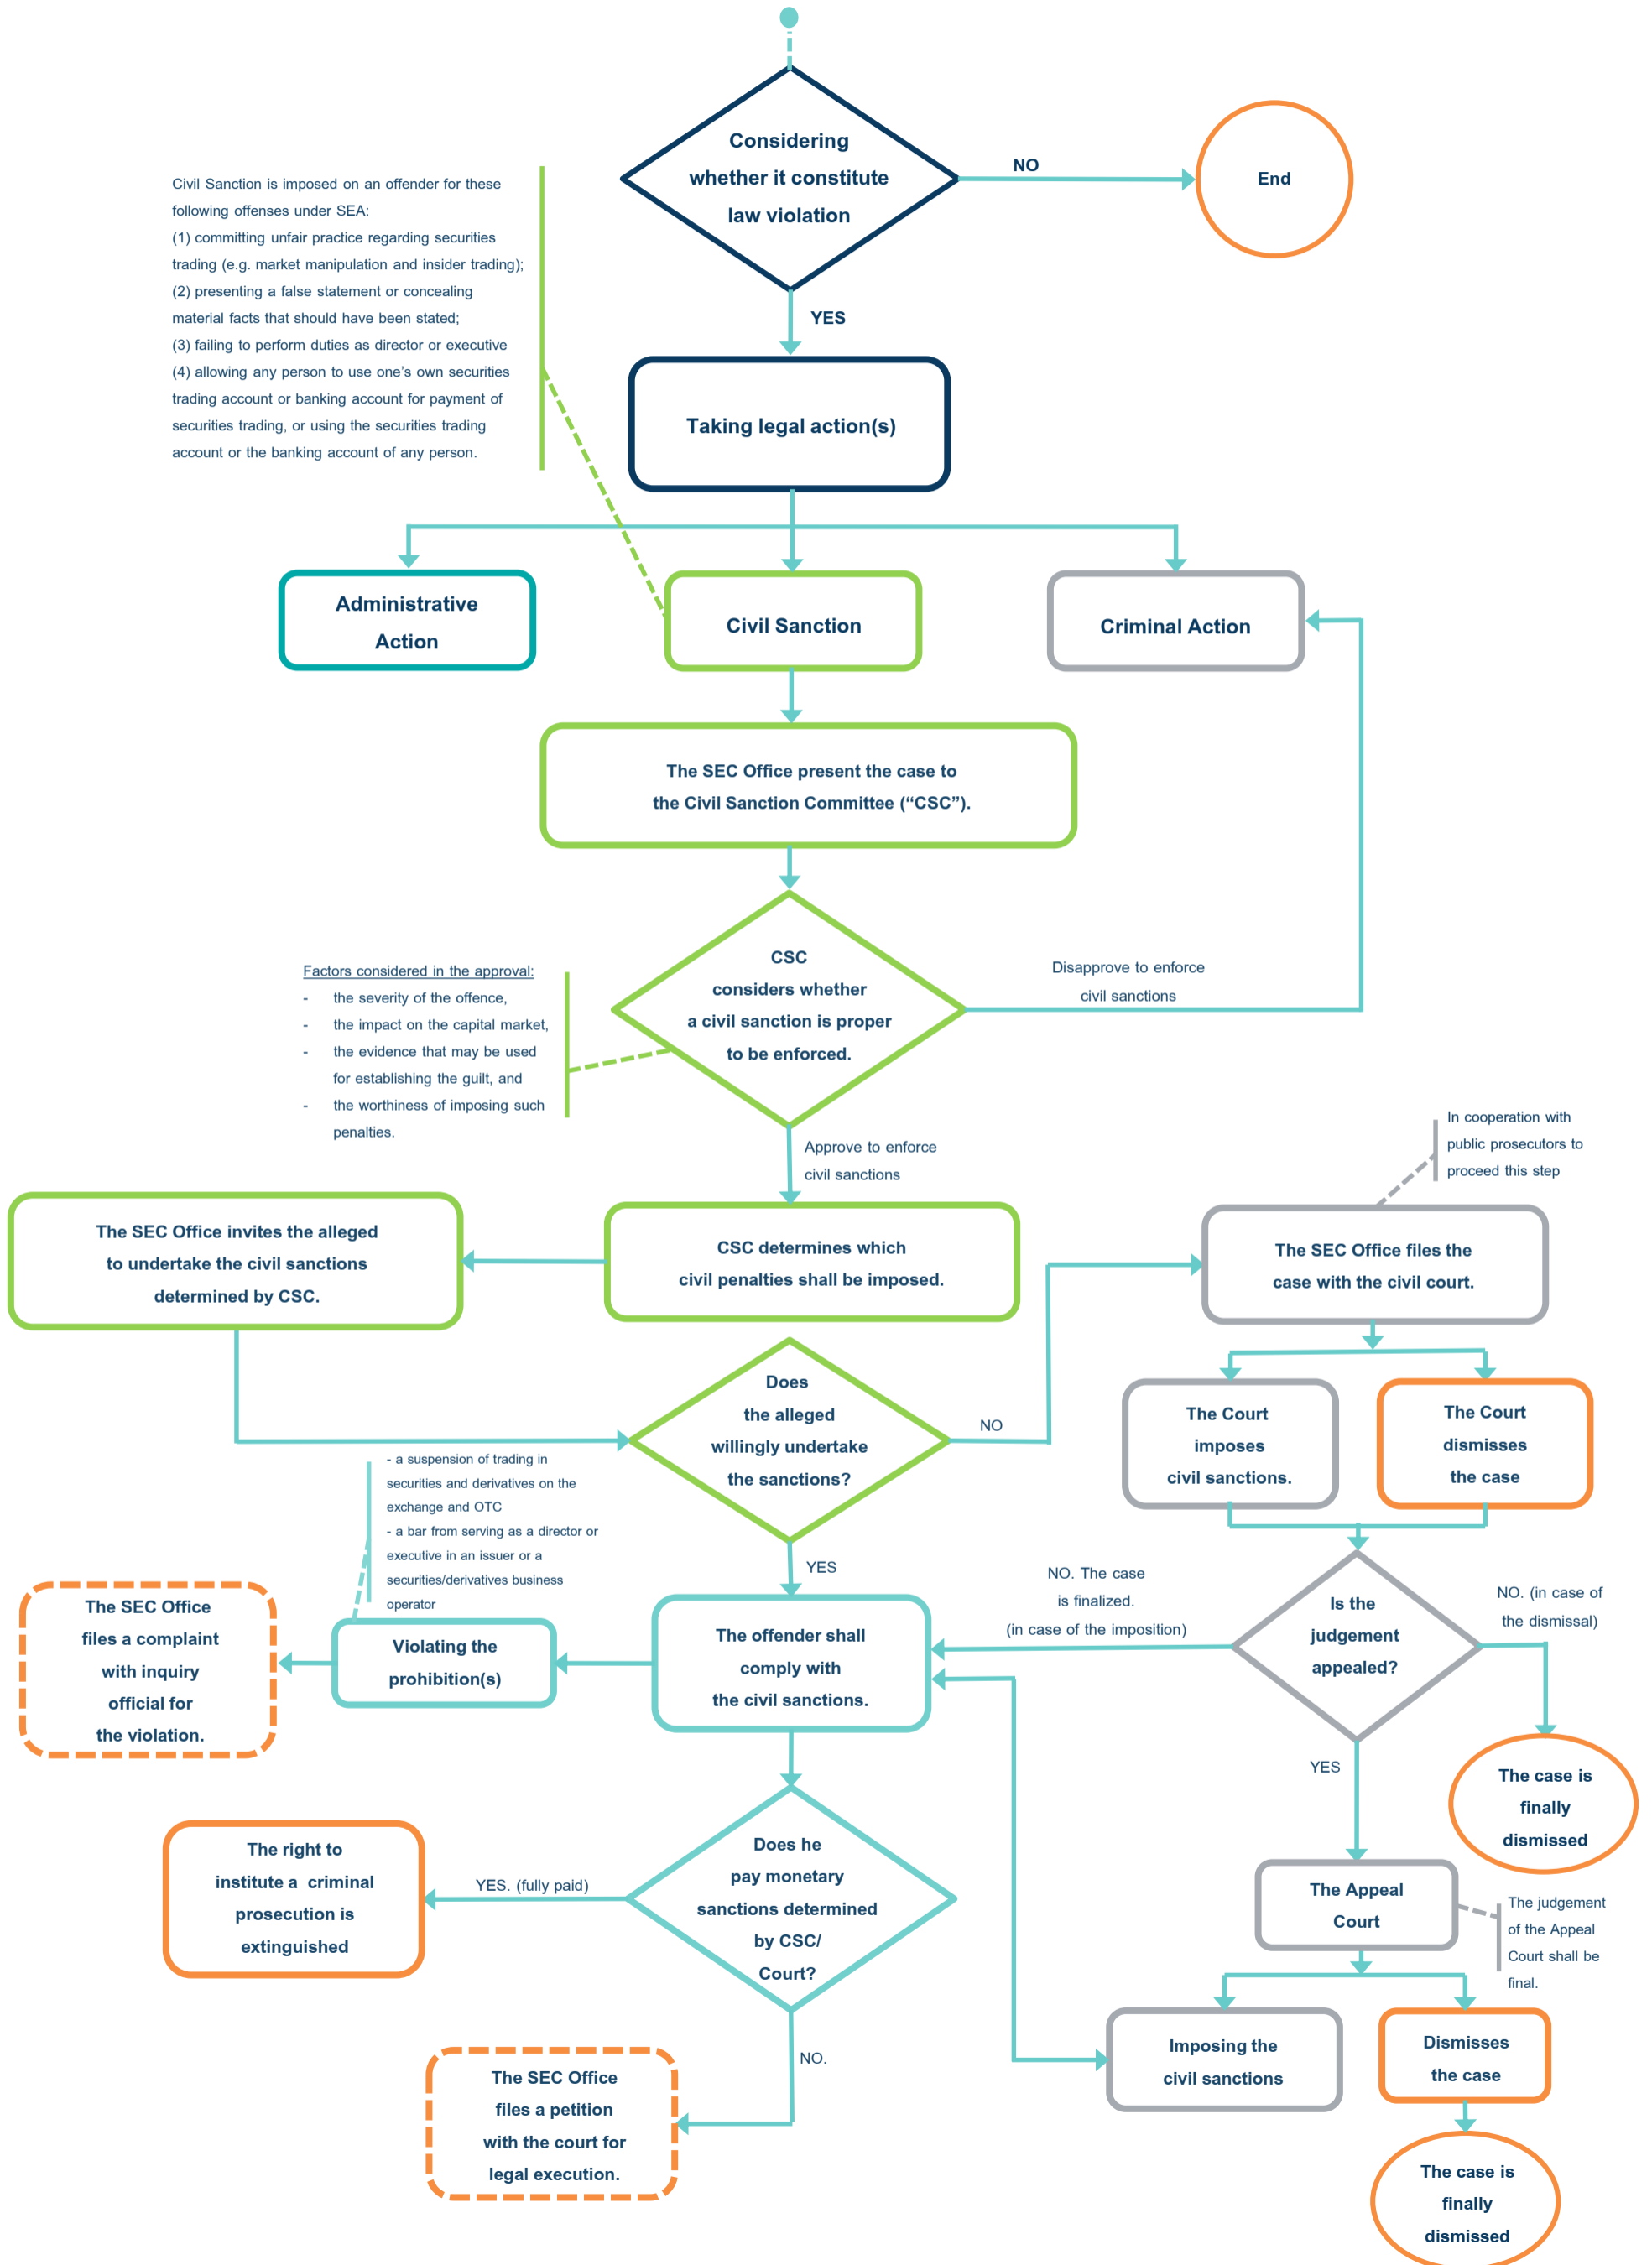 Considering
whether it constitute
law violation
NO
End
Civil Sanction is imposed on an offender for these
following offenses under SEA:
(1) committing unfair practice regarding securities
trading (e.g. market manipulation and insider trading);
(2) presenting a false statement or concealing
material facts that should have been stated;
(3) failing to perform duties as director or executive
(4) allowing any person to use one’s own securities
trading account or banking account for payment of
securities trading, or using the securities trading
account or the banking account of any person.
YES
Taking legal action(s)
Administrative
Action
Civil Sanction
Criminal Action
The SEC Office present the case to
the Civil Sanction Committee (“CSC”).
CSC
considers whether
a civil sanction is proper
to be enforced.
Disapprove to enforce
civil sanctions
Factors considered in the approval:
- the severity of the offence,
- the impact on the capital market,
- the evidence that may be used
for establishing the guilt, and
- the worthiness of imposing such
penalties.
Approve to enforce
civil sanctions
In cooperation with
public prosecutors to
proceed this step
The SEC Office invites the alleged
to undertake the civil sanctions
determined by CSC.
CSC determines which
civil penalties shall be imposed.
The SEC Office files the
case with the civil court.
Does
the alleged
willingly undertake
the sanctions?
NO
The Court
imposes
civil sanctions.
The Court
dismisses
the case
- a suspension of trading in
securities and derivatives on the
exchange and OTC
- a bar from serving as a director or
executive in an issuer or a
securities/derivatives business
operator
YES
NO. The case
is finalized.
(in case of the imposition)
Is the
judgement
appealed?
NO. (in case of
the dismissal)
The SEC Office
files a complaint
with inquiry
official for
the violation.
Violating the
prohibition(s)
The offender shall
comply with
the civil sanctions.
YES
The case is
finally
dismissed
The right to
institute a  criminal
prosecution is
extinguished
YES. (fully paid)
Does he
pay monetary
sanctions determined
by CSC/
Court?
The Appeal
Court
The judgement
of the Appeal
Court shall be
final.
NO.
Imposing the
civil sanctions
Dismisses
the case
The SEC Office
files a petition
with the court for
legal execution.
The case is
finally
dismissed